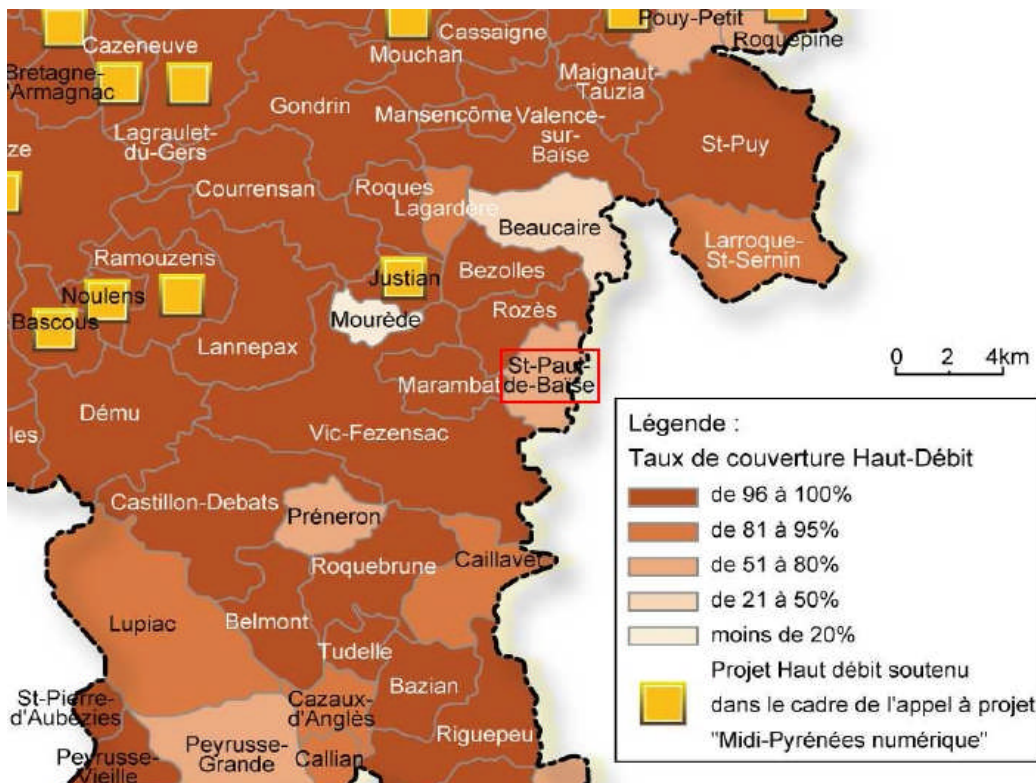 Pouy-Petit
Cassaigne
Cazeneuve
Roquepine
Mouchan
Bretagne-
d'Armagnac
Maignaut-
Tauzia
Gondrin
Mansencôme
Valence-
sur-
Baïse
Lagraulet-
du-Gers
St-Puy
ze
Courrensan
Roques
Lagardère
Beaucaire
Larroque-
St-Sernin
Ramouzens
Justian
Bezolles
Noulens
Bascous
Rozès
Mourède
Lannepax
St-Paul-
de-Baïse
Marambat
0 2 4km
Dému
Vic-Fezensac
les
Légende :
Taux de couverture Haut-Débit
de 96 à 100%
de 81 à 95%
de 51 à 80%
de 21 à 50%
moins de 20%
Projet Haut débit soutenu
dans le cadre de l'appel à projet
"Midi-Pyrénées numérique"
Castillon-Debats
Préneron
Caillavet
Roquebrune
Lupiac
Belmont
Tudelle
Bazian
St-Pierre-
d'Aubézies
Cazaux-
d'Anglès
Peyrusse-
Grande
Callian
Riguepeu
Peyrusse-
Vieille